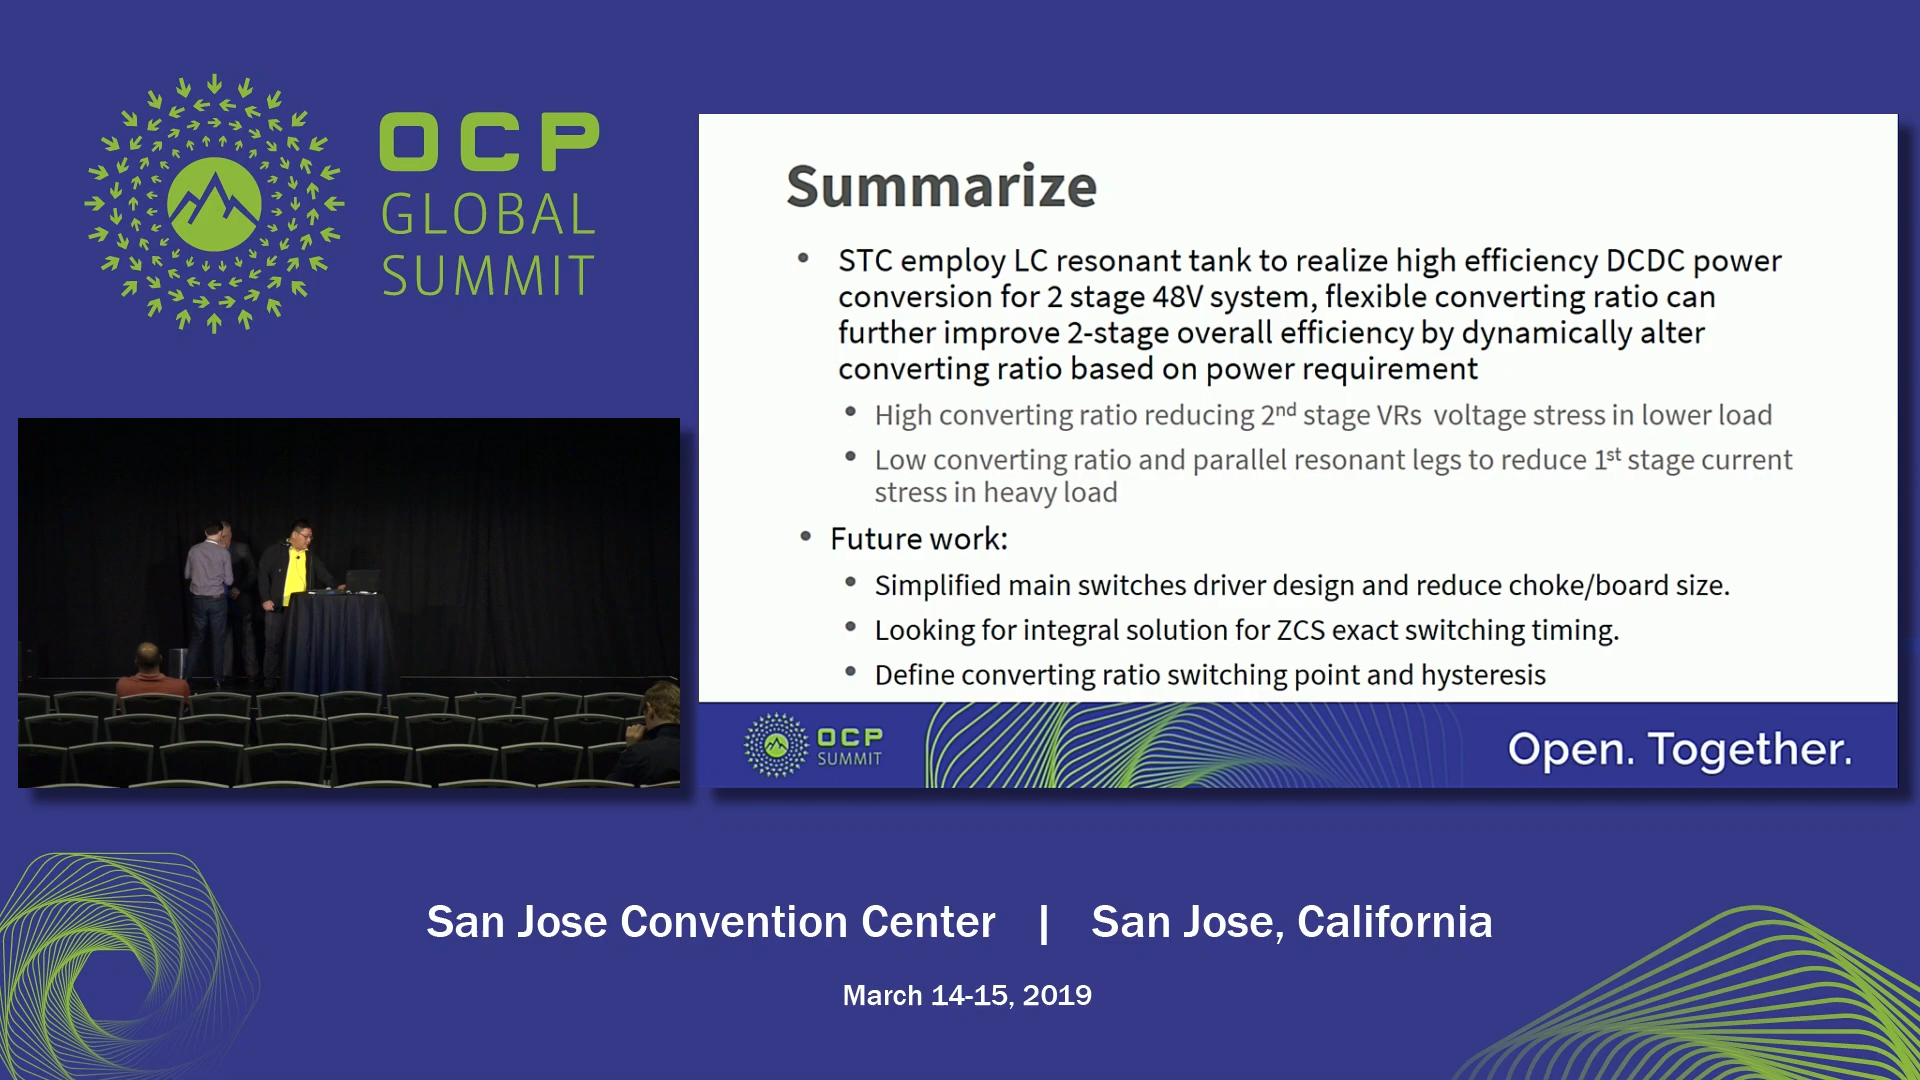 OCP
GLOBAL
SUMMIT
Summarize
• STC employ LC resonant tank to realize high efficiency DCDC power
conversion for 2 stage 48V system, flexible converting ratio can
further improve 2-stage overall efficiency by dynamically alter
converting ratio based on power requirement
• High converting ratio reducing 2nd stage VRs voltage stress in lower load
• Low converting ratio and parallel resonant legs to reduce 1st stage current
stress in heavy load
• Future work:
• Simplified main switches driver design and reduce choke/board size.
• Looking for integral solution for ZCS exact switching timing.
• Define converting ratio switching point and hysteresis
OCP
SUMMIT
Open. Together.
San Jose Convention Center | San Jose, California
March 14-15, 2019